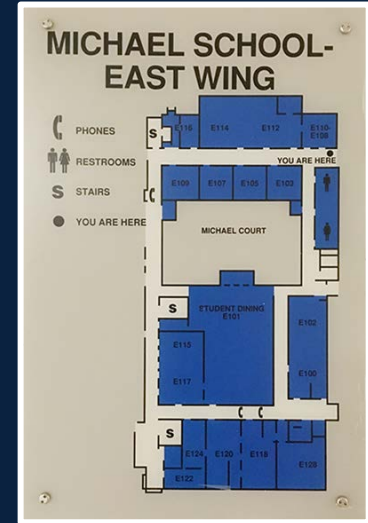 MICHAEL SCHOOL-
EAST WING
PHONES
RESTROOMS
S STAIRS
YOU ARE HERE
S
E116 E114 E112 E110-
E108
YOU ARE HERE
E109 E107 E105 E103
MICHAEL COURT
S
STUDENT DINING
E101
E102
E115
E100
E117
S
E124 E120 E118
E128
E122